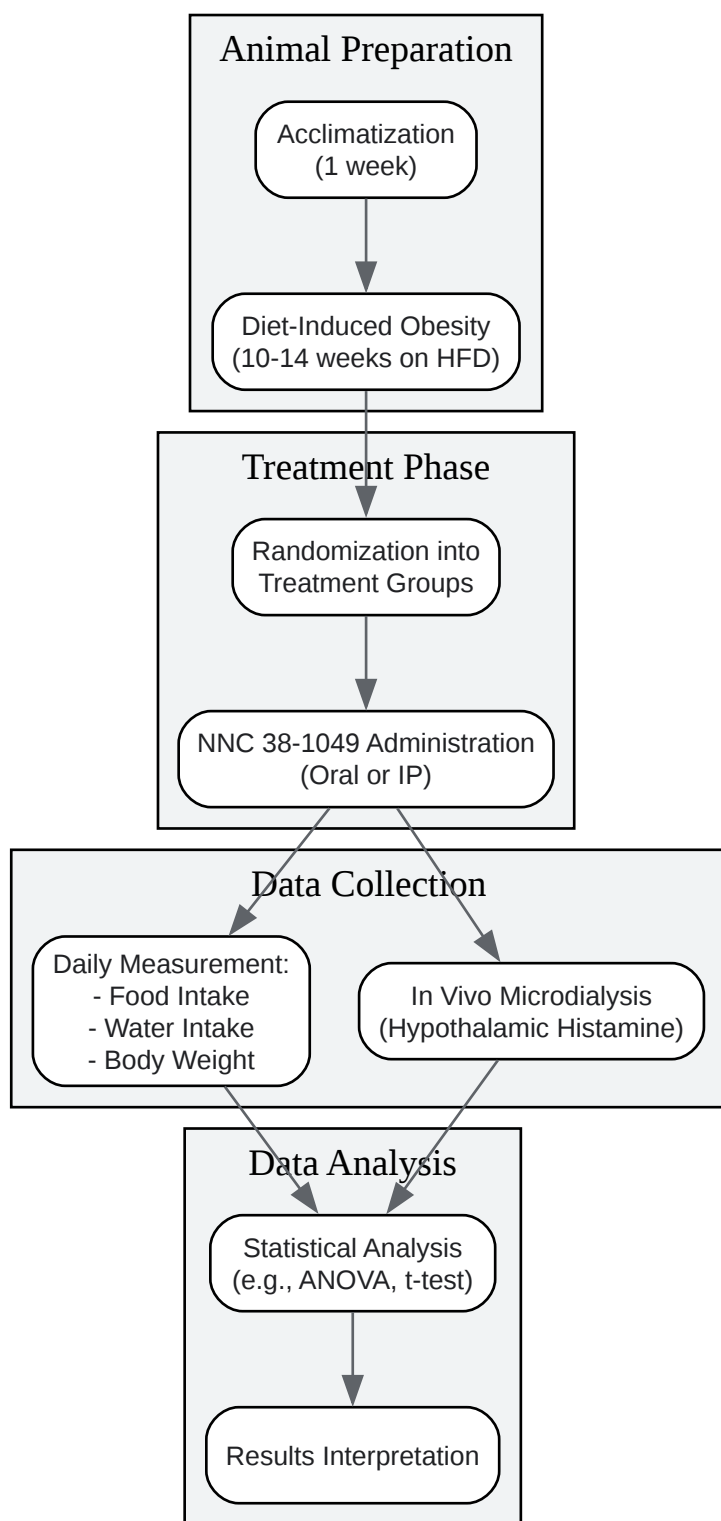 Animal Preparation
Acclimatization
(1 week)
Diet-Induced Obesity
(10-14 weeks on HFD)
Treatment Phase
Randomization into
Treatment Groups
NNC 38-1049 Administration
(Oral or IP)
Data Collection
Daily Measurement:
- Food Intake
- Water Intake
- Body Weight
In Vivo Microdialysis
(Hypothalamic Histamine)
Data Analysis
Statistical Analysis
(e.g., ANOVA, t-test)
Results Interpretation